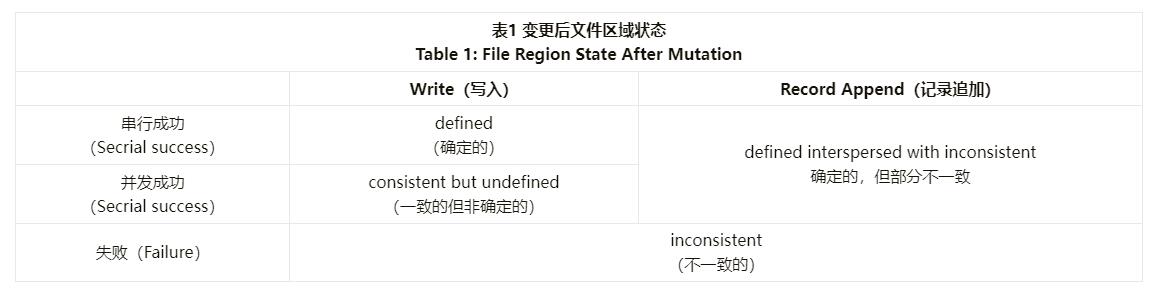 表1 变更后文件区域状态
Table 1: File Region State After Mutation
Write（写入） Record Append（记录追加）
串行成功
（Secrial success）
defined
（确定的）
defined interspersed with inconsistent
确定的，但部分不一致
并发成功
（Secrial success）
consistent but undefined
（一致的但非确定的）
失败（Failure）
inconsistent
（不一致的）